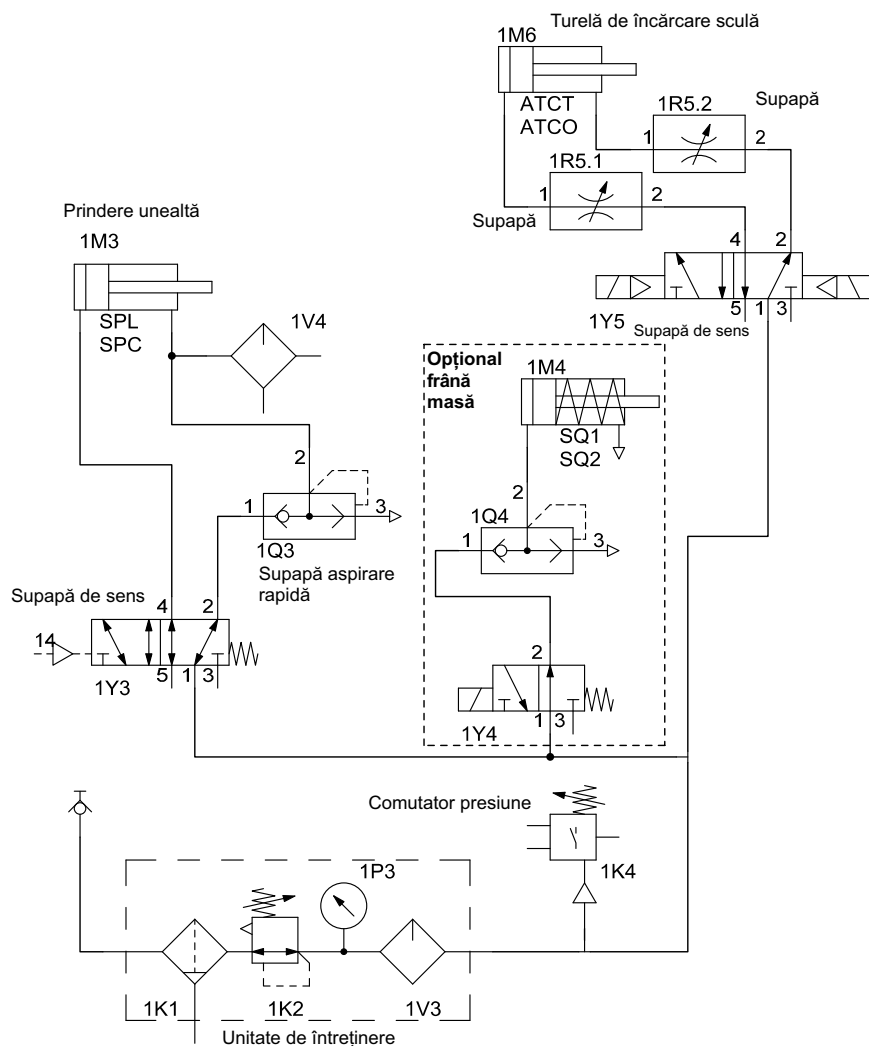 Turelă de încărcare sculă
1M6
ATCT
ATCO
1R5.2
Supapă
1
2
1R5.1
1
2
Supapă
4
2
5
1
3
1Y5
Supapă de sens
Prindere unealtă
1M3
SPL
SPC
1V4
2
1
3
1Q3
Supapă aspirare
rapidă
Supapă de sens
4
2
14
5
1
3
1Y3
Opțional
frână
masă
1M4
SQ1
SQ2
2
1Q4
1
3
2
1
3
1Y4
Comutator presiune
1K4
1P3
1K1
1K2
1V3
Unitate de întreținere